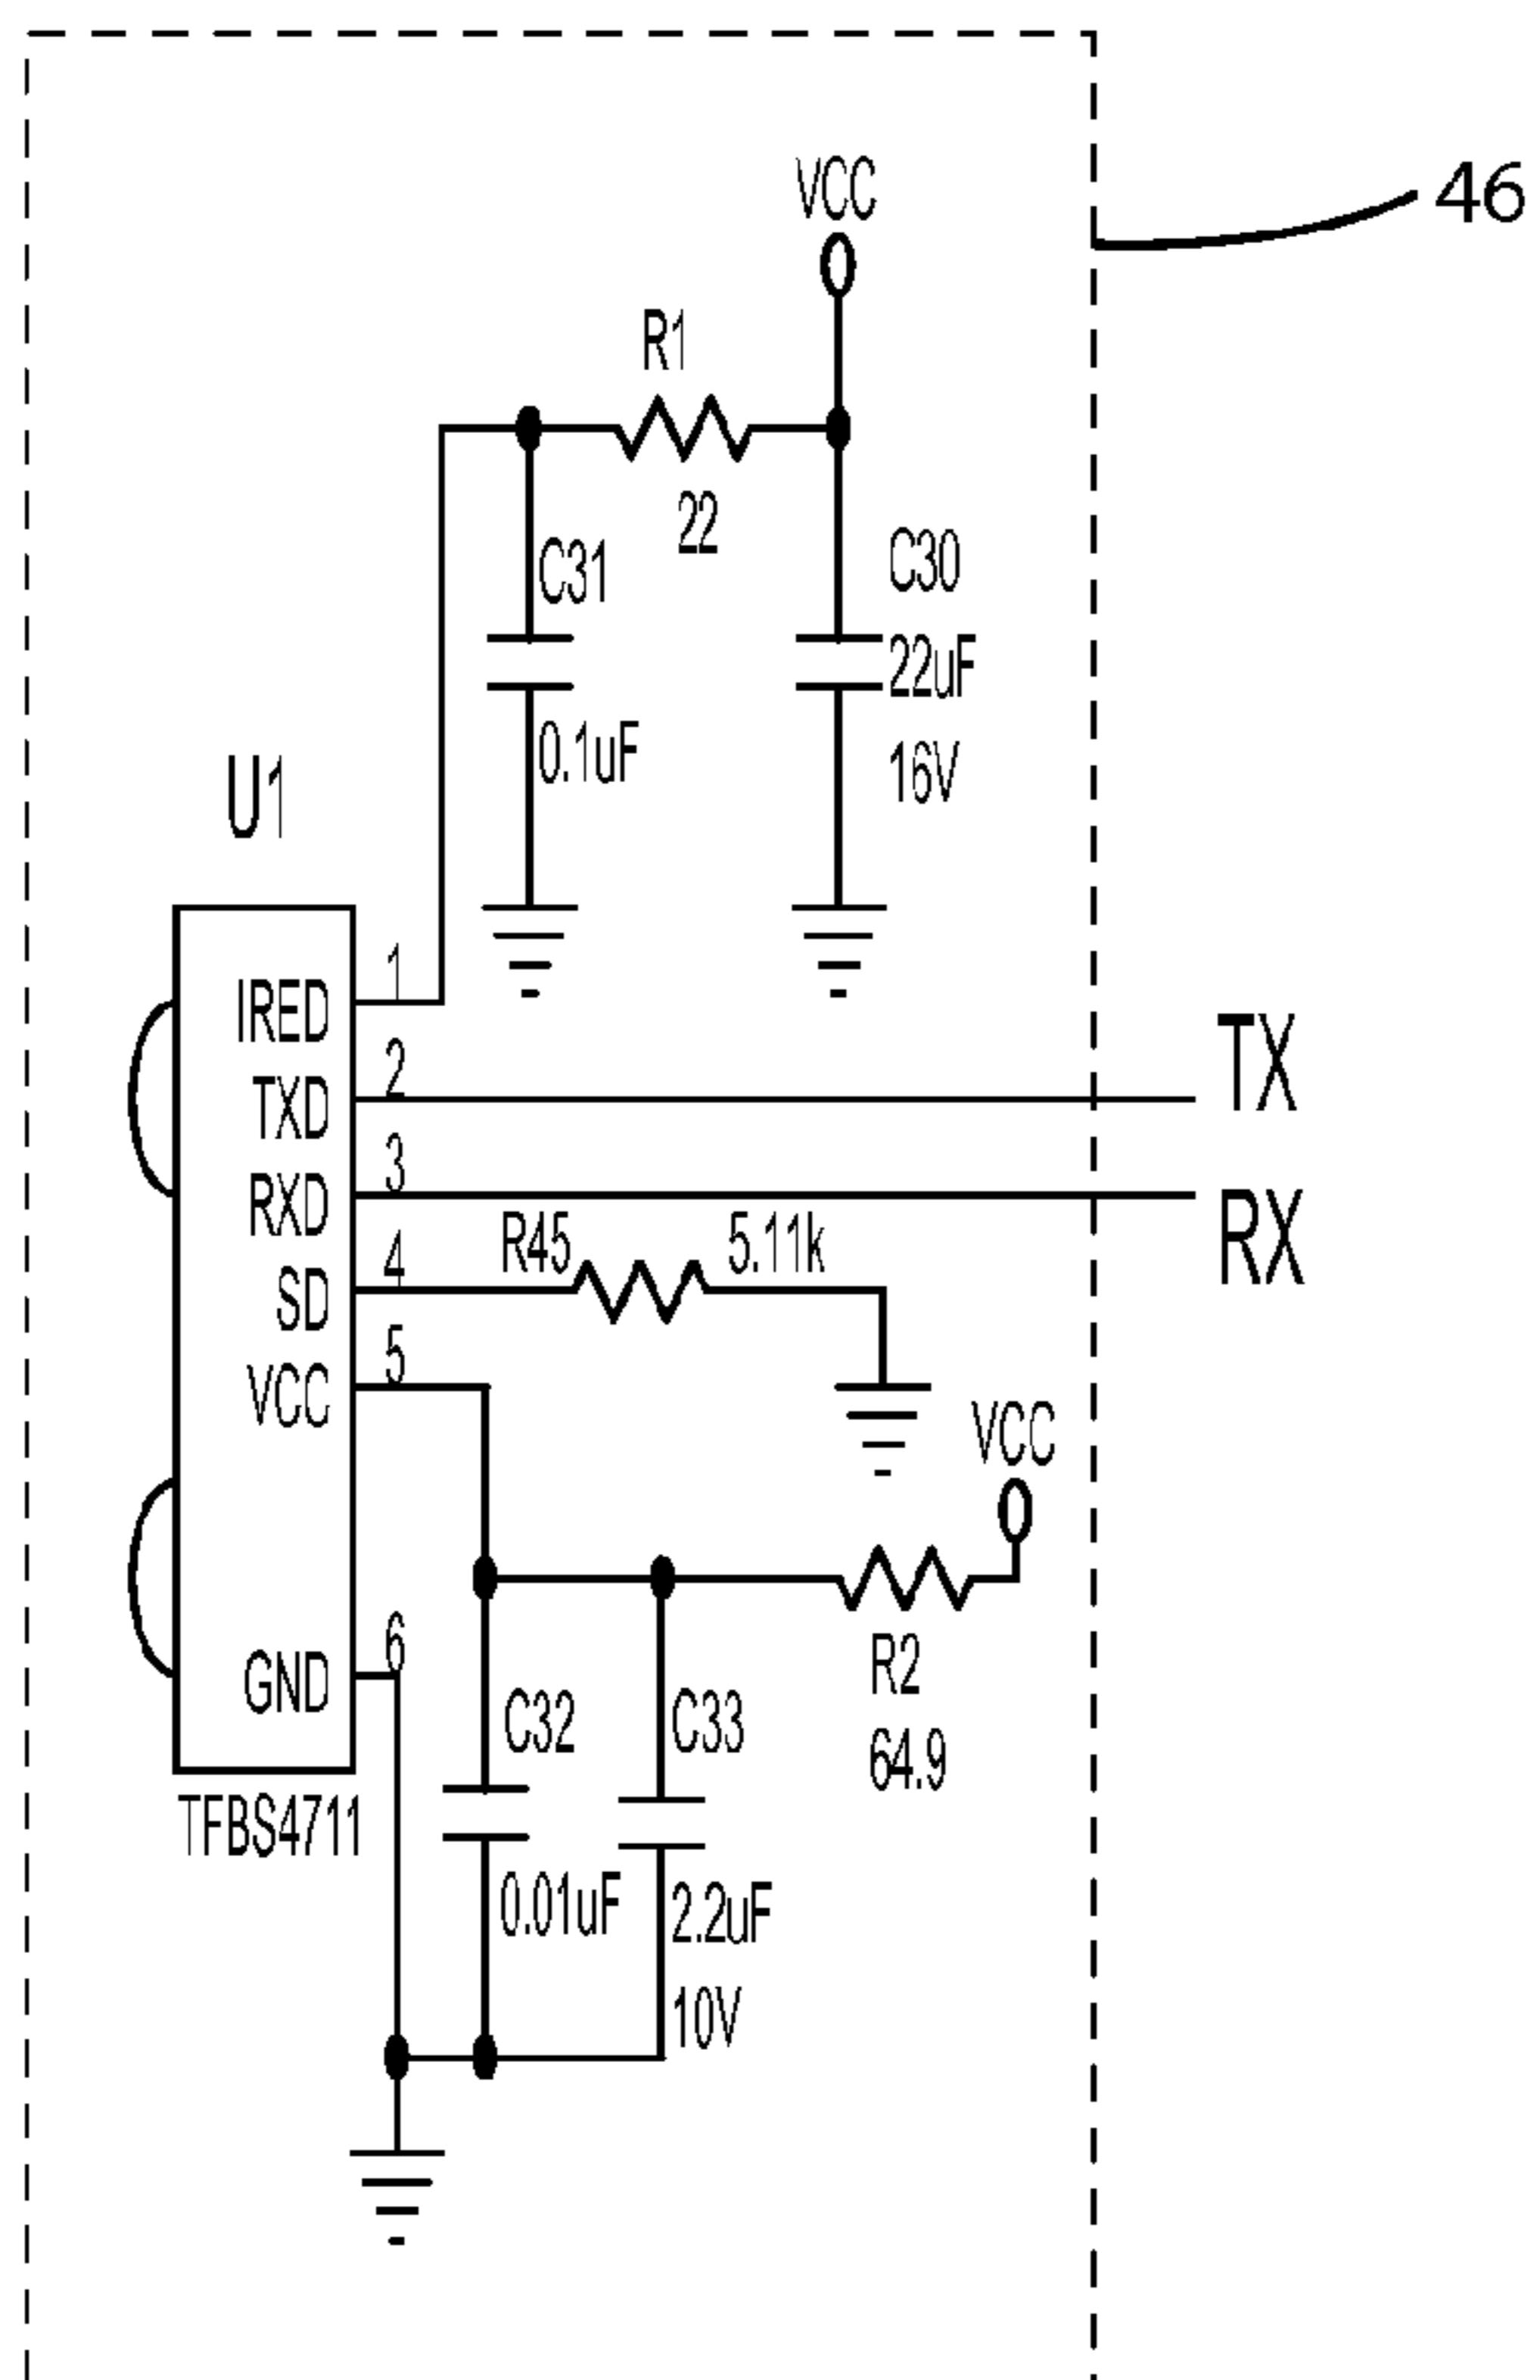 46
VCC
R1
22
C31
0.1uF
C30
22uF
16V
U1
IRED
1
TXD
2
TX
RXD
3
RX
SD
4
R45
5.11k
VCC
5
VCC
R2
64.9
GND
6
TFBS4711
C32
0.01uF
C33
2.2uF
10V